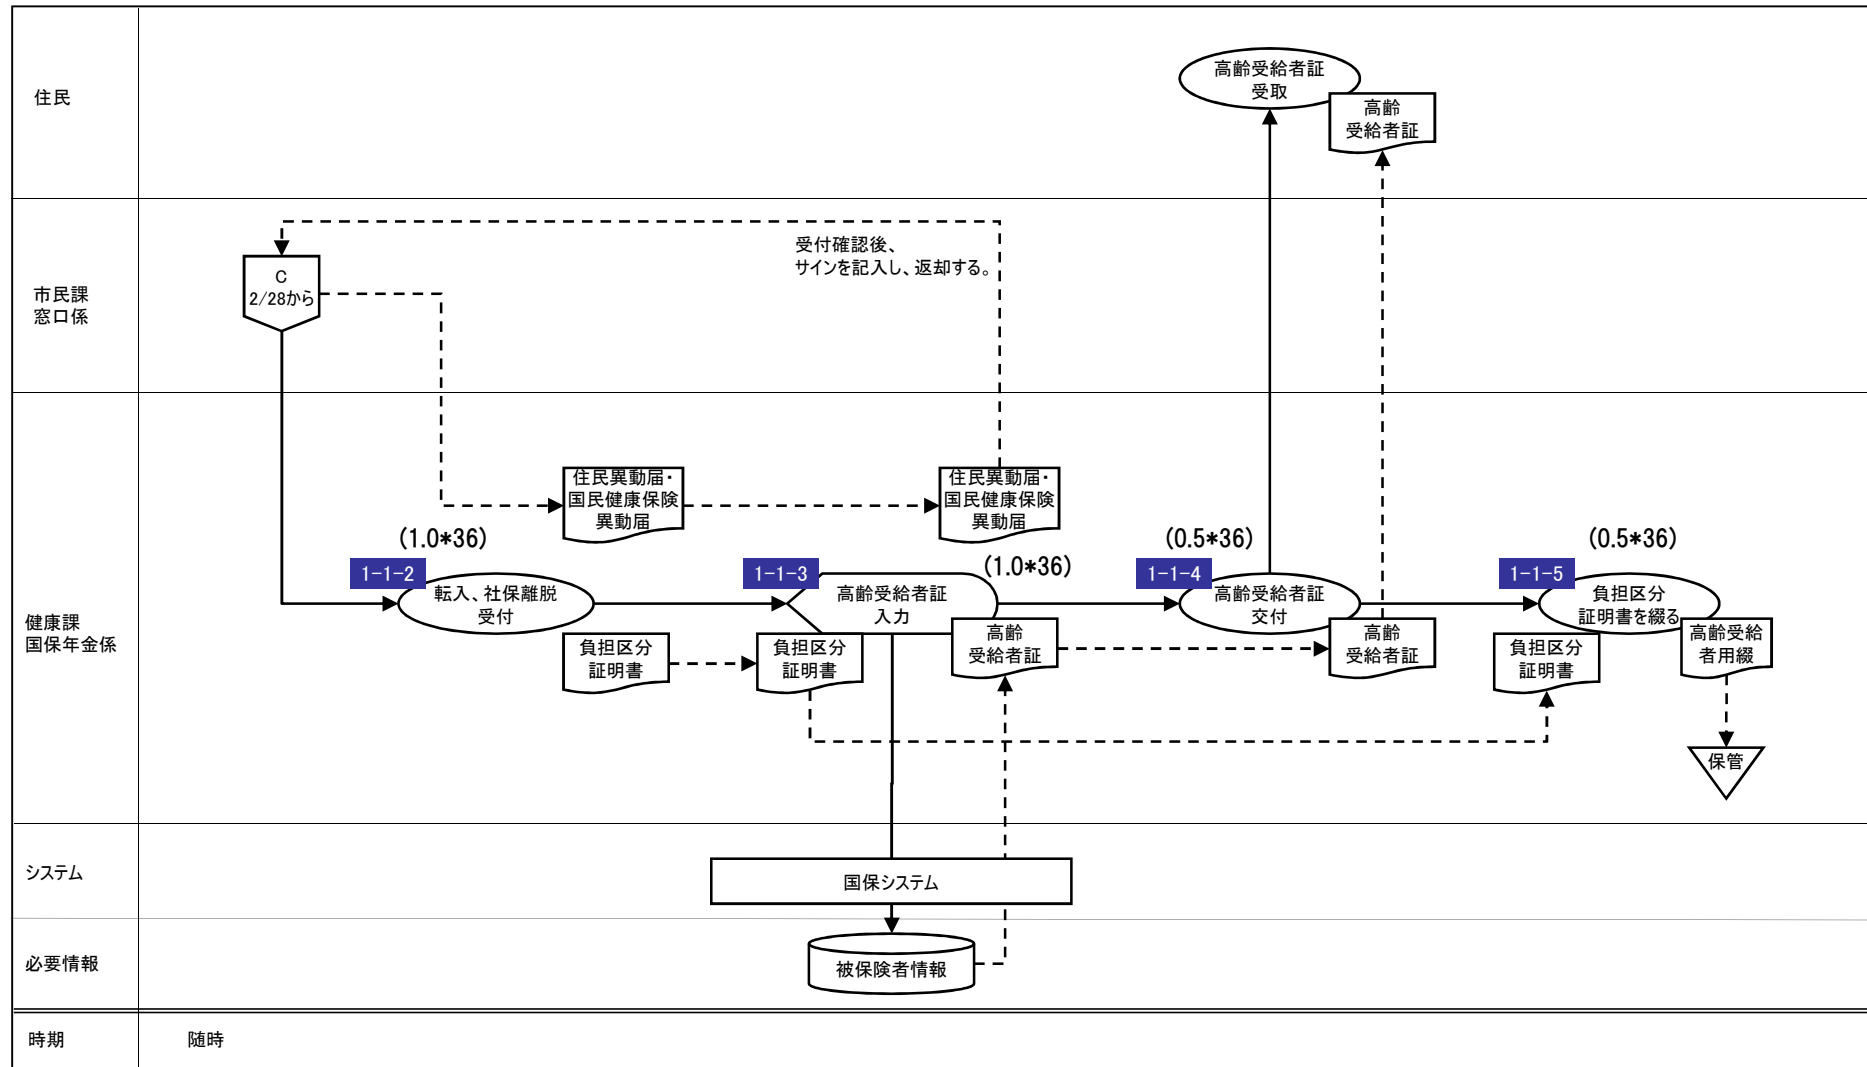 住民
高齢受給者証
受取
高齢
受給者証
市民課
窓口係
C
2/28から
受付確認後、
サインを記入し、返却する。
健康課
国保年金係
住民異動届・
国民健康保険
異動届
住民異動届・
国民健康保険
異動届
(1.0*36)
1-1-2
転入、社保離脱
受付
1-1-3
高齢受給者証
入力
(1.0*36)
(0.5*36)
1-1-4
高齢受給者証
交付
(0.5*36)
1-1-5
負担区分
証明書を綴る
負担区分
証明書
負担区分
証明書
高齢
受給者証
高齢
受給者証
負担区分
証明書
高齢受給
者用綴
保管
システム
国保システム
必要情報
被保険者情報
時期
随時